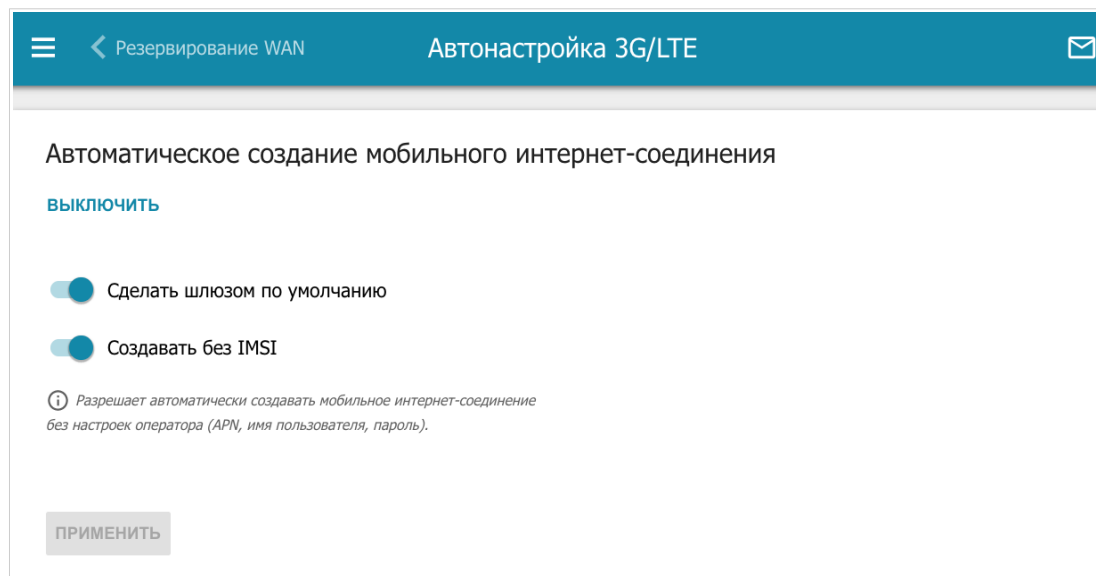 Резервирование WAN
Автонастройка 3G/LTE
Автоматическое создание мобильного интернет-соединения
ВЫКЛЮЧИТЬ
Сделать шлюзом по умолчанию
Создавать без IMSI
Разрешает автоматически создавать мобильное интернет-соединение
без настроек оператора (APN, имя пользователя, пароль).
ПРИМЕНИТЬ